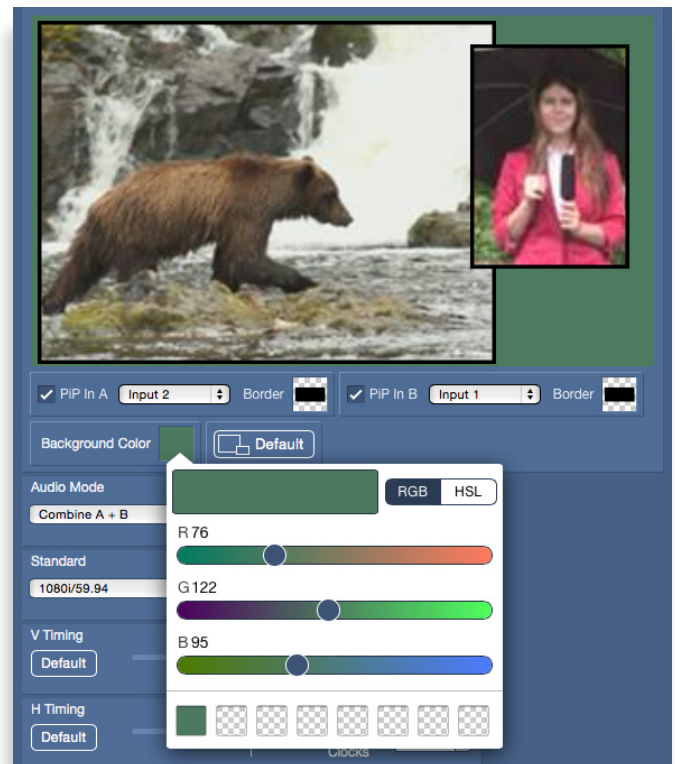 PiP In A Input 2 Border PiP In B Input 1 Border
Background Color Default
Audio Mode
RGB HSL
Combine A + B
R 76
Standard
1080i/59.94
G 122
V Timing
Default
B 95
H Timing
Default
Clocks